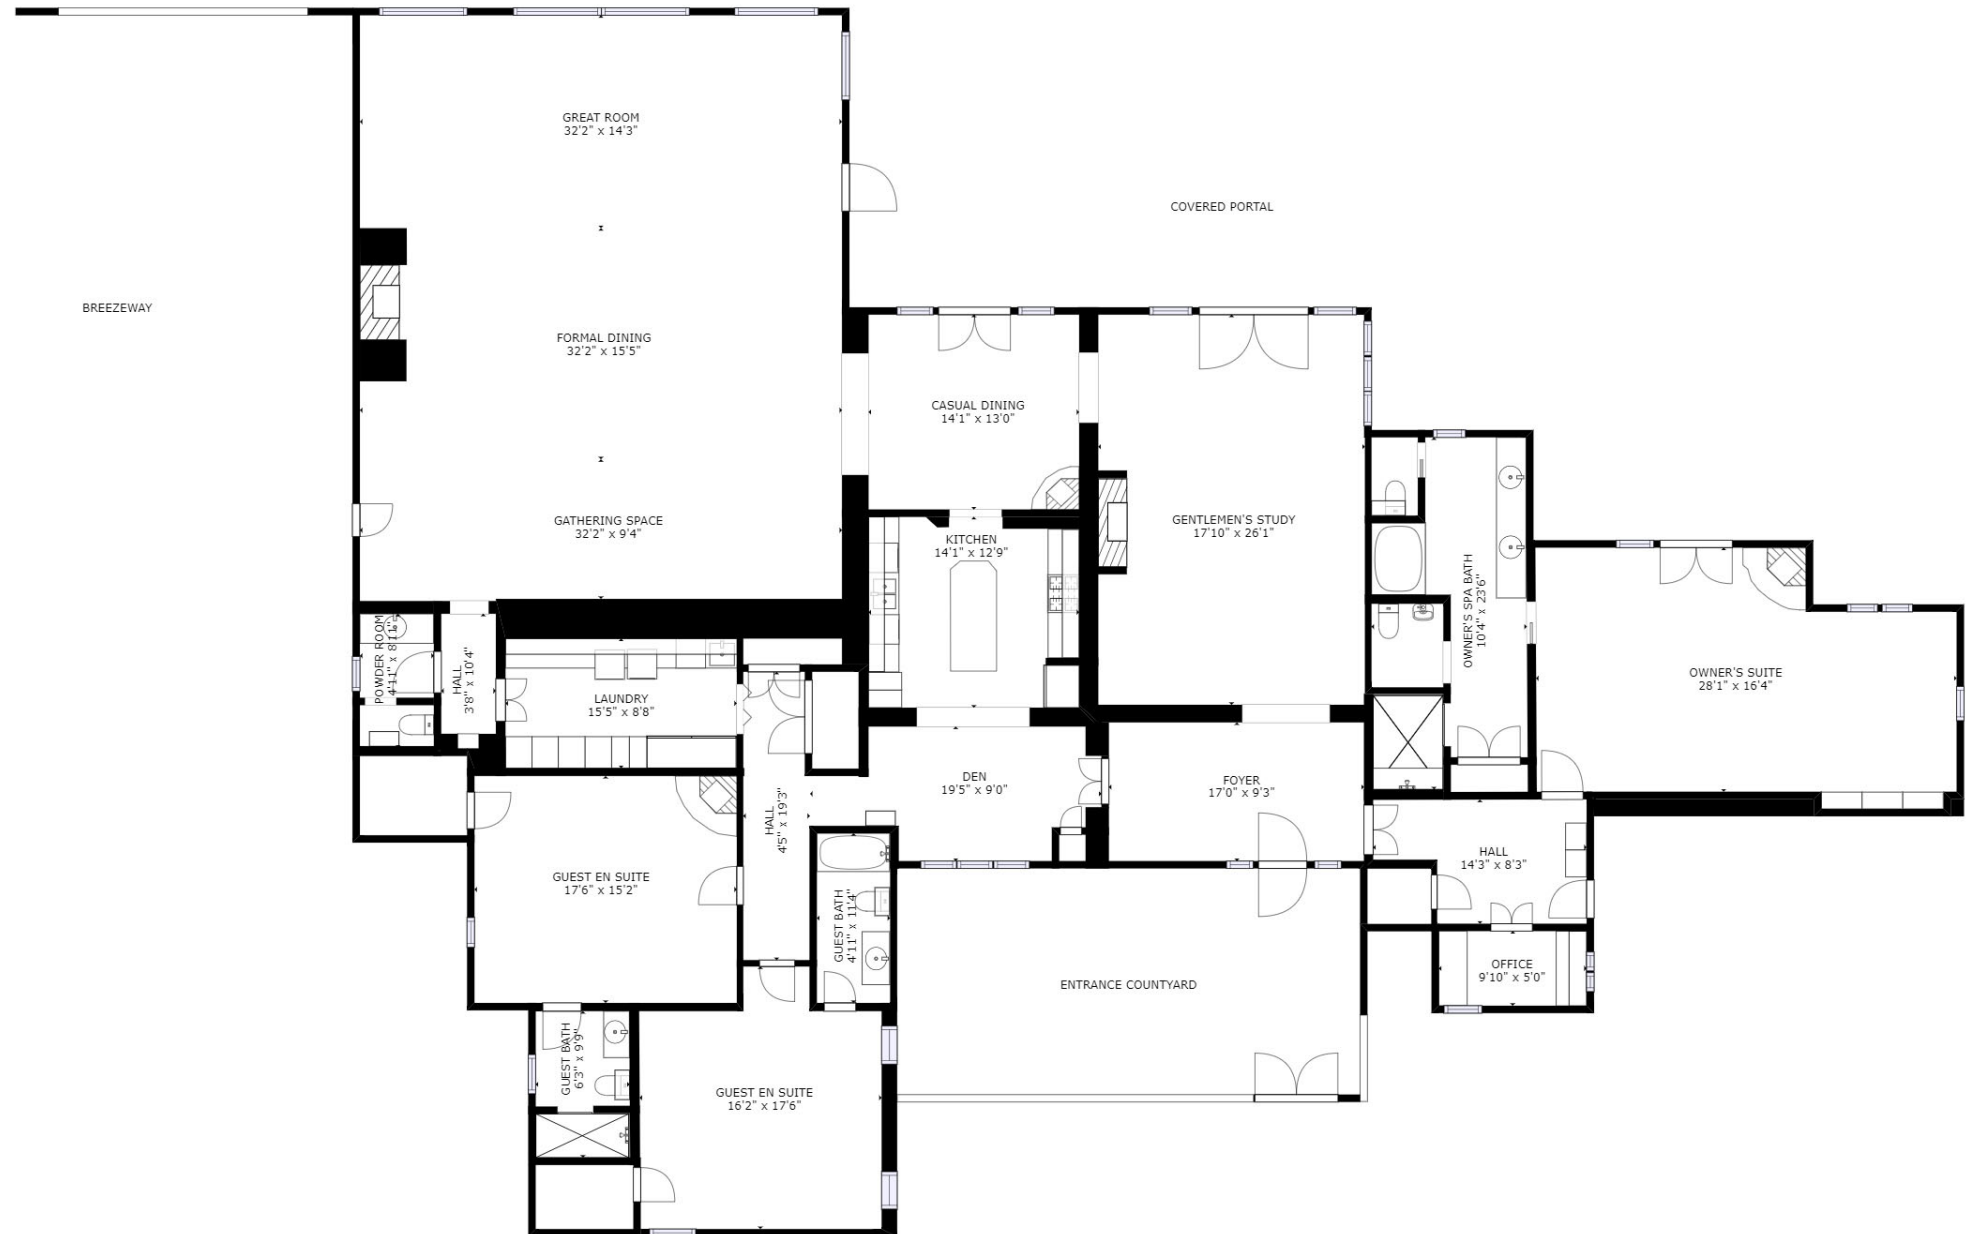 GREAT ROOM
32'2" x 14'3"
COVERED PORTAL
BREEZEWAY
FORMAL DINING
32'2" x 15'5"
CASUAL DINING
14'1" x 13'0"
GATHERING SPACE
32'2" x 9'4"
KITCHEN
14'1" x 12'9"
GENTLEMEN'S STUDY
17'10" x 26'1"
OWNER'S SPA BATH
10'4" x 23'6"
OWNER'S SUITE
28'1" x 16'4"
POWDER ROOM
4'11" x 8'11"
HALL
3'8" x 10'4"
LAUNDRY
15'5" x 8'8"
DEN
19'5" x 9'0"
FOYER
17'0" x 9'3"
HALL
4'5" x 19'3"
HALL
14'3" x 8'3"
GUEST EN SUITE
17'6" x 15'2"
GUEST BATH
4'11" x 11'4"
OFFICE
9'10" x 5'0"
ENTRANCE COUNTYARD
GUEST BATH
6'3" x 9'9"
GUEST EN SUITE
16'2" x 17'6"